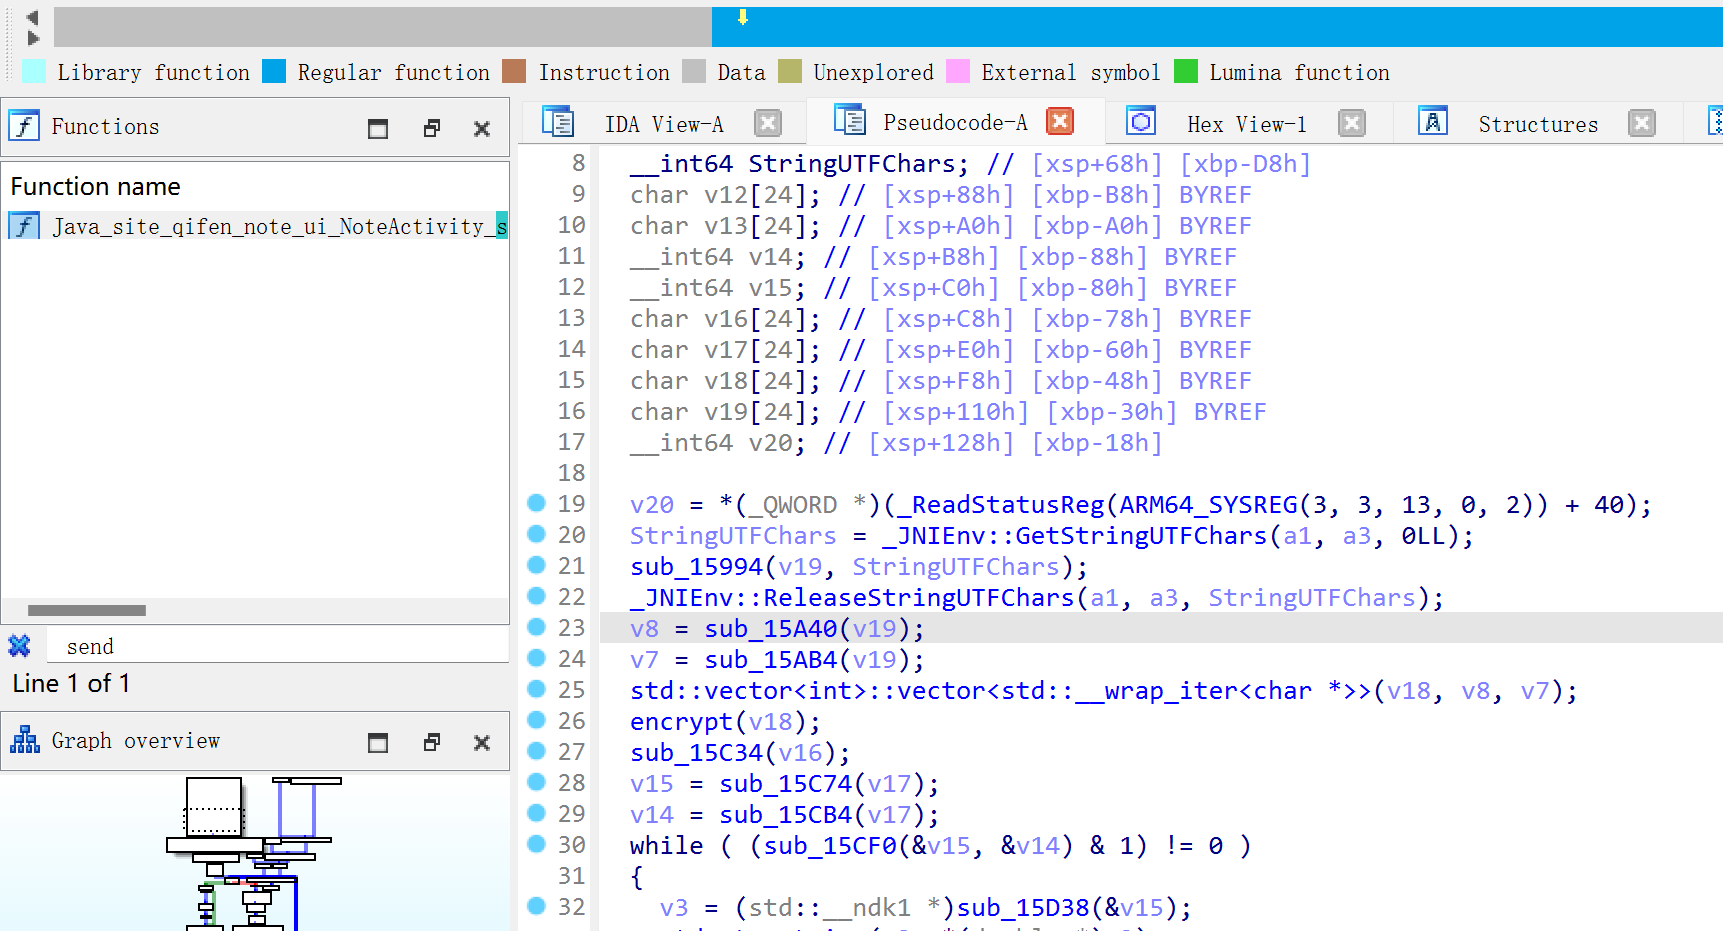 Library function Regular function Instruction Data Unexplored External symbol Lumina function
Functions
IDA View-A Pseudocode-A Hex View-1 Structures
Function name
Java_site_qifen_note_ui_NoteActivity_s
send
Line 1 of 1
Graph overview
8 __int64 StringUTFChars; // [xsp+68h] [xbp-D8h]
9 char v12[24]; // [xsp+88h] [xbp-B8h] BYREF
10 char v13[24]; // [xsp+A0h] [xbp-A0h] BYREF
11 __int64 v14; // [xsp+B8h] [xbp-88h] BYREF
12 __int64 v15; // [xsp+C0h] [xbp-80h] BYREF
13 char v16[24]; // [xsp+C8h] [xbp-78h] BYREF
14 char v17[24]; // [xsp+E0h] [xbp-60h] BYREF
15 char v18[24]; // [xsp+F8h] [xbp-48h] BYREF
16 char v19[24]; // [xsp+110h] [xbp-30h] BYREF
17 __int64 v20; // [xsp+128h] [xbp-18h]
18
19 v20 = *(_QWORD *)(_ReadStatusReg(ARM64_SYSREG(3, 3, 13, 0, 2)) + 40);
20 StringUTFChars = _JNIEnv::GetStringUTFChars(a1, a3, 0LL);
21 sub_15994(v19, StringUTFChars);
22 _JNIEnv::ReleaseStringUTFChars(a1, a3, StringUTFChars);
23 v8 = sub_15A40(v19);
24 v7 = sub_15AB4(v19);
25 std::vector<int>::vector<std::__wrap_iter<char *>>(v18, v8, v7);
26 encrypt(v18);
27 sub_15C34(v16);
28 v15 = sub_15C74(v17);
29 v14 = sub_15CB4(v17);
30 while ( (sub_15CF0(&v15, &v14) & 1) != 0 )
31 {
32 v3 = (std::__ndk1 *)sub_15D38(&v15);